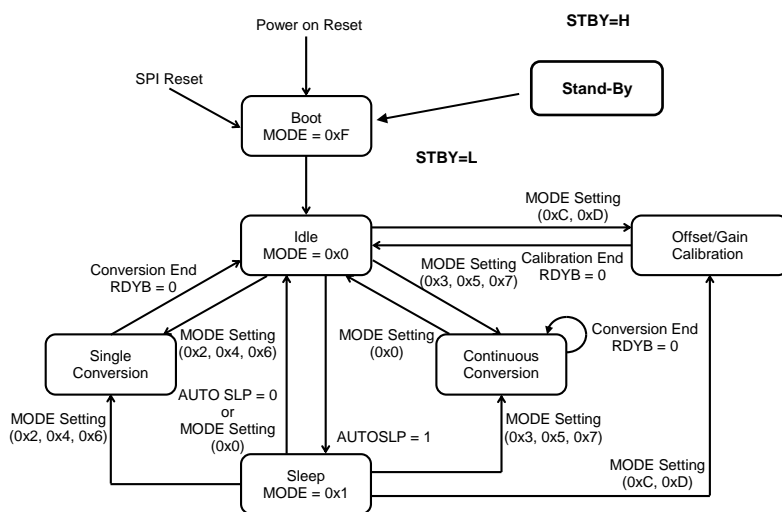 Power on Reset
STBY=H
SPI Reset
Stand-By
Boot
MODE = 0xF
STBY=L
MODE Setting
(0xC, 0xD)
Idle
MODE = 0x0
Offset/Gain
Calibration
Calibration End
RDYB = 0
Conversion End
RDYB = 0
MODE Setting
(0x3, 0x5, 0x7)
MODE Setting
(0x2, 0x4, 0x6)
MODE Setting
(0x0)
Conversion End
RDYB = 0
Single
Conversion
Continuous
Conversion
AUTO SLP = 0
or
MODE Setting
(0x0)
MODE Setting
(0x2, 0x4, 0x6)
MODE Setting
(0x3, 0x5, 0x7)
AUTOSLP = 1
Sleep
MODE = 0x1
MODE Setting
(0xC, 0xD)